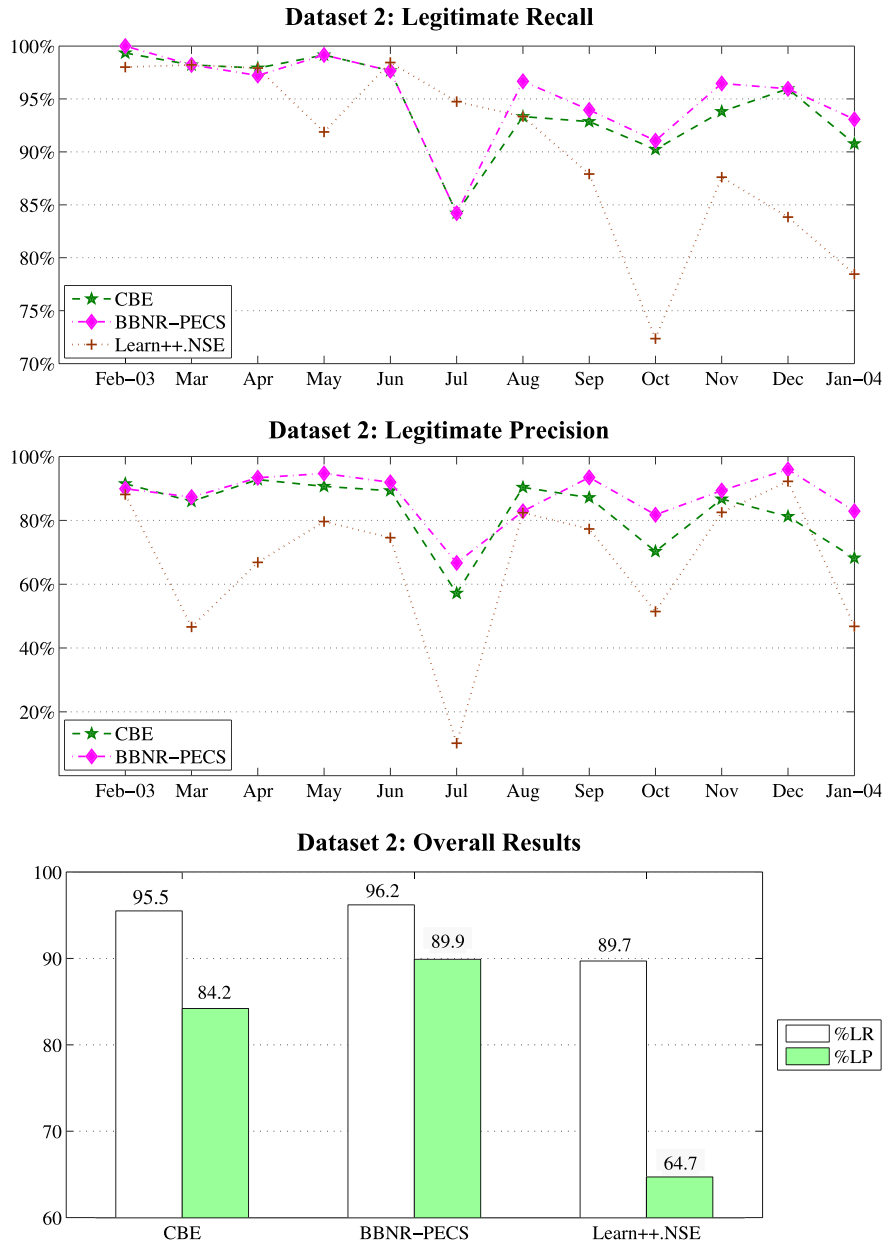 Dataset 2: Legitimate Recall
100%
95%
90%
85%
80%
75%
70%
CBE
BBNR−PECS
Learn++.NSE
Feb−03 Mar Apr May Jun Jul Aug Sep Oct Nov Dec Jan−04
Dataset 2: Legitimate Precision
100%
80%
60%
40%
20%
CBE
BBNR−PECS
Feb−03 Mar Apr May Jun Jul Aug Sep Oct Nov Dec Jan−04
Dataset 2: Overall Results
100
90
80
70
60
95.5
84.2
96.2
89.9
89.7
64.7
%LR
%LP
CBE BBNR−PECS Learn++.NSE